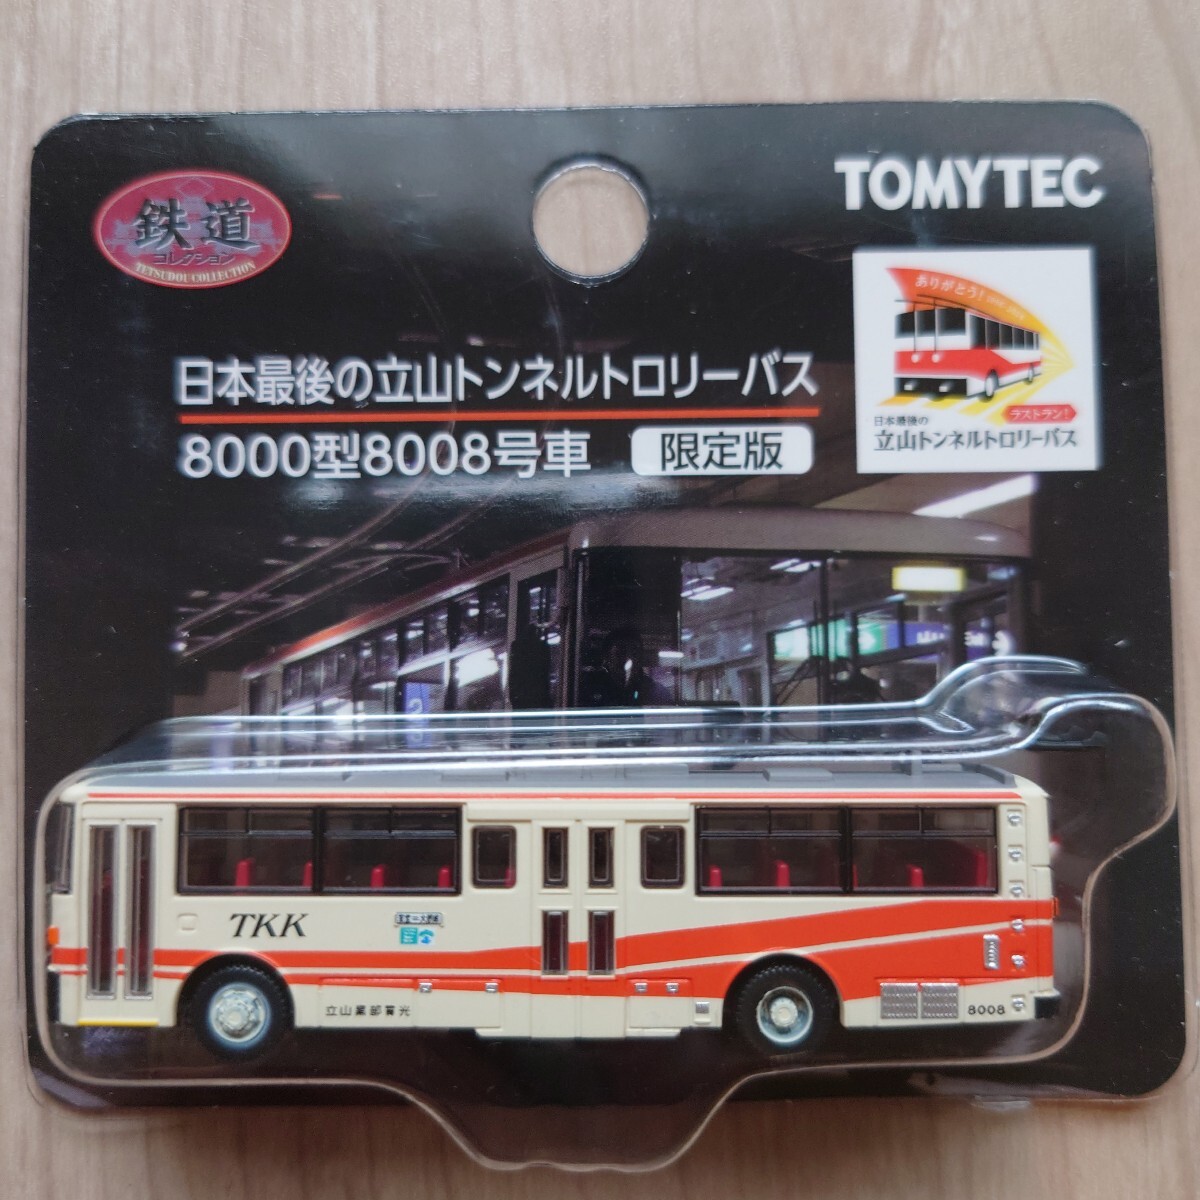 鉄道
コレクション
TETSUDOU COLLECTION
TOMYTEC
日本最後の立山トンネルトロリーバス
8000型8008号車 限定版
ありがとう!
ラストラン!
日本最後の
立山トンネルトロリーバス
TKK
立山黒部貫光
8008